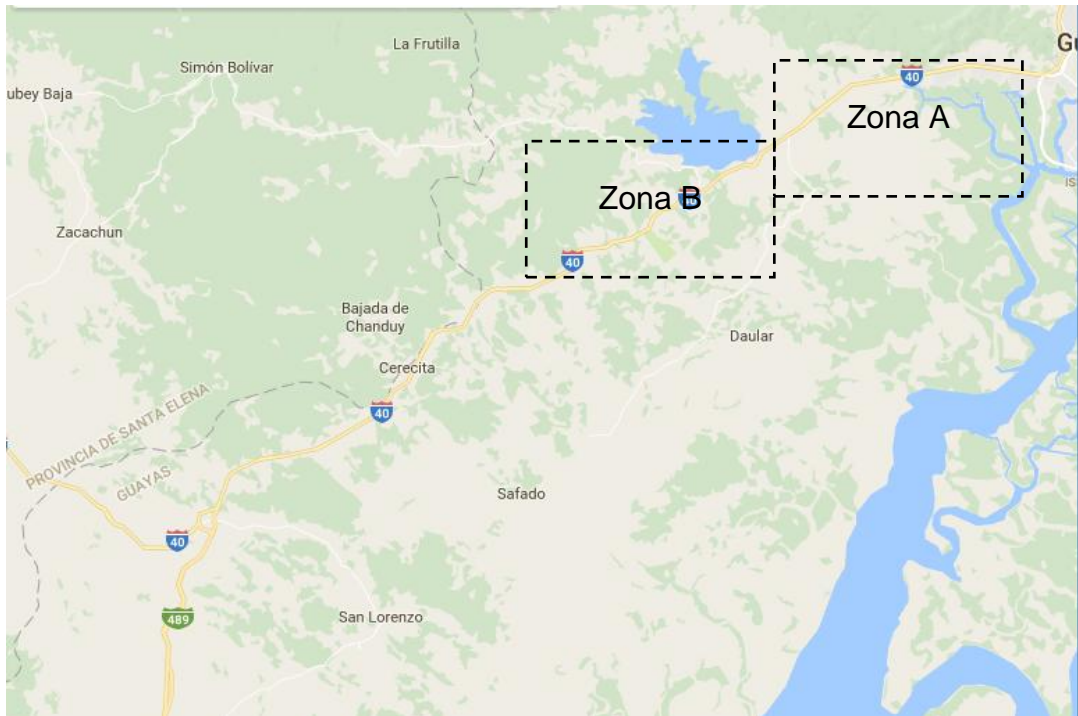 La Frutilla
Gu
Simón Bolívar
40
ubey Baja
Zona A
Zona B
40
Zacachun
40
Bajada de
Chanduy
Daular
Cerecita
40
PROVINCIA DE SANTA ELENA
GUAYAS
Safado
40
489
San Lorenzo